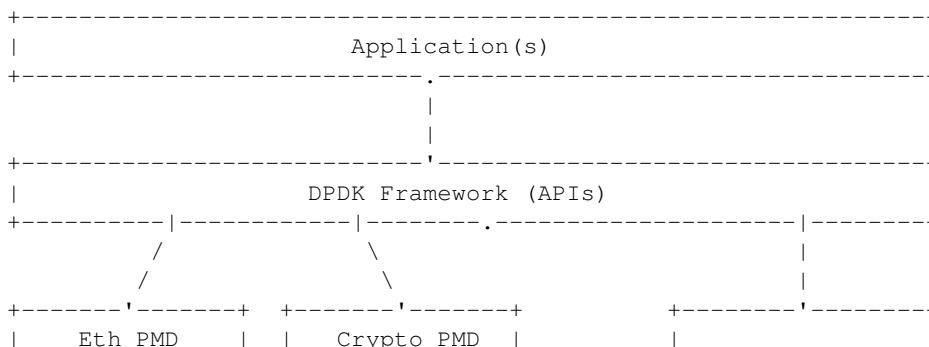 Application(s)
DPDK Framework (APIs)
Eth PMD
Crypto PMD